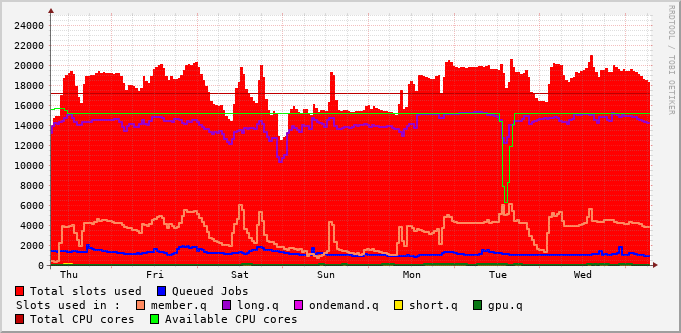 24000
22000
20000
18000
16000
14000
12000
10000
8000
6000
4000
2000
0
Thu Fri Sat Sun Mon Tue Wed
RRDTOOL / TOBI OETIKER
Total slots used Queued Jobs
Slots used in : member.q long.q ondemand.q short.q gpu.q
Total CPU cores Available CPU cores